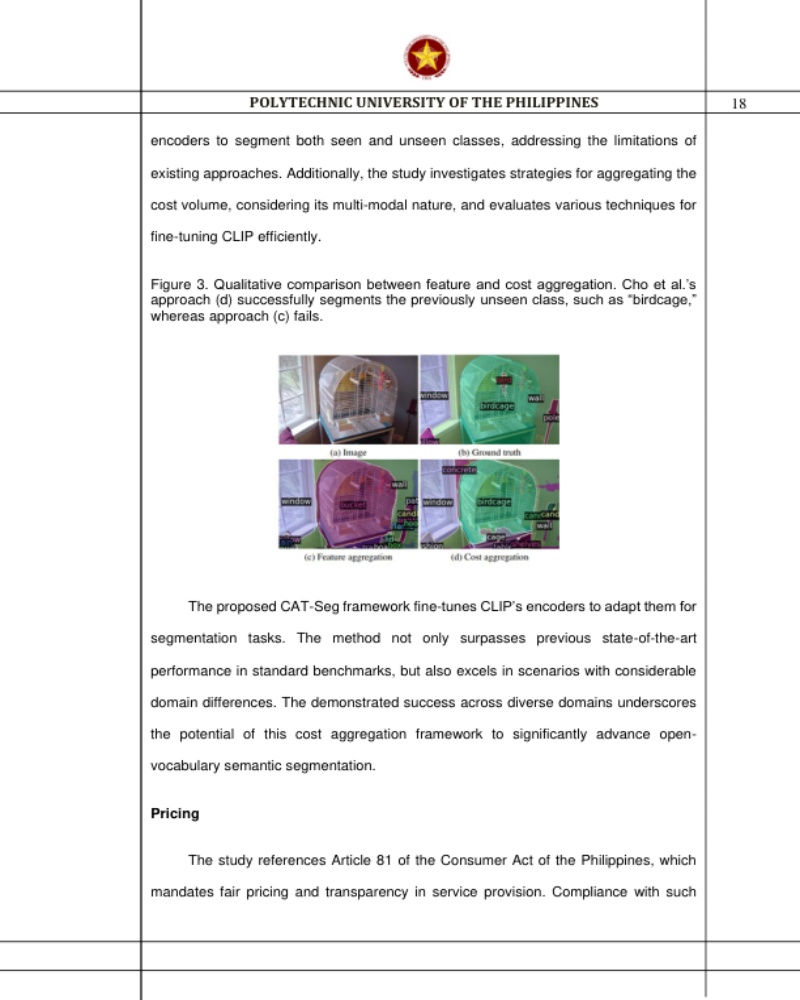 POLYTECHNIC UNIVERSITY OF THE PHILIPPINES
18
encoders to segment both seen and unseen classes, addressing the limitations of
existing approaches. Additionally, the study investigates strategies for aggregating the
cost volume, considering its multi-modal nature, and evaluates various techniques for
fine-tuning CLIP efficiently.
Figure 3. Qualitative comparison between feature and cost aggregation. Cho et al.'s
approach (d) successfully segments the previously unseen class, such as “birdcage,”
whereas approach (c) fails.
window
birdcage
wall
pole
(a) Image
(b) Ground truth
concrete
wall
window
bucket
window
birdcage
wall
cage
(c) Feature aggregation
(d) Cost aggregation
The proposed CAT-Seg framework fine-tunes CLIP's encoders to adapt them for
segmentation tasks. The method not only surpasses previous state-of-the-art
performance in standard benchmarks, but also excels in scenarios with considerable
domain differences. The demonstrated success across diverse domains underscores
the potential of this cost aggregation framework to significantly advance open-
vocabulary semantic segmentation.
Pricing
The study references Article 81 of the Consumer Act of the Philippines, which
mandates fair pricing and transparency in service provision. Compliance with such